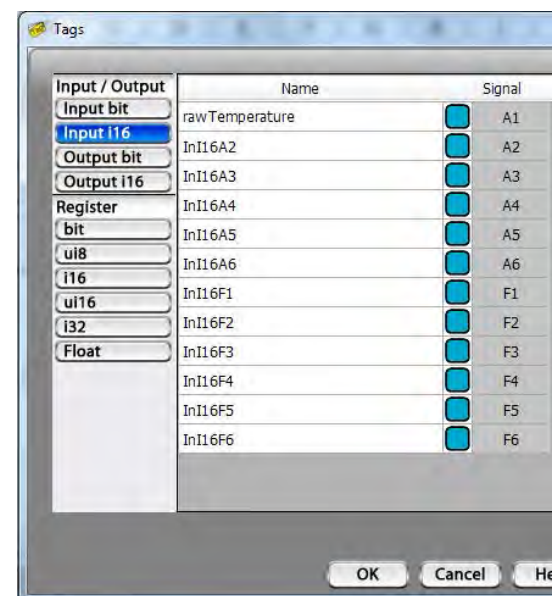 Tags
Input / Output
Input bit
Input i16
Output bit
Output i16
Register
bit
ui8
i16
ui16
i32
Float
Name Signal
rawTemperature A1
InI16A2 A2
InI16A3 A3
InI16A4 A4
InI16A5 A5
InI16A6 A6
InI16F1 F1
InI16F2 F2
InI16F3 F3
InI16F4 F4
InI16F5 F5
InI16F6 F6
OK Cancel He